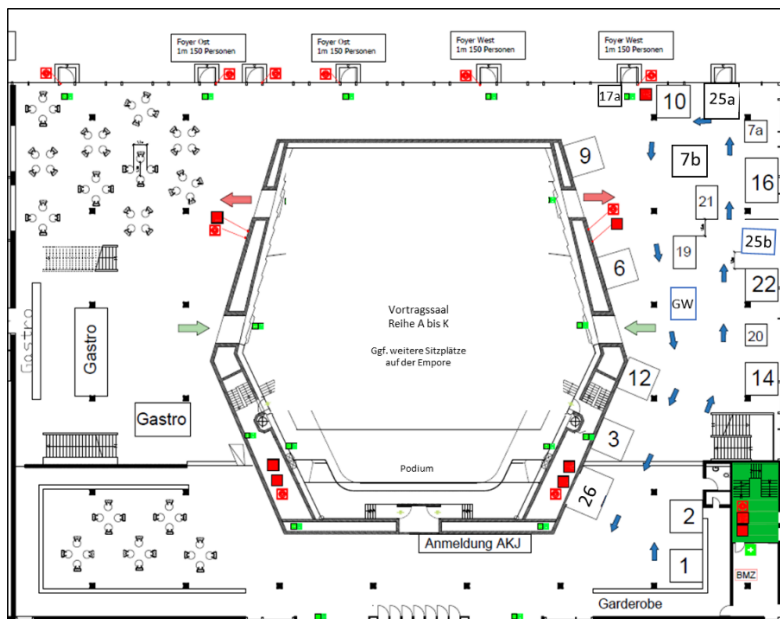 Foyer Ost
1m 150 Personen
Foyer Ost
1m 150 Personen
Foyer West
1m 150 Personen
Foyer West
1m 150 Personen
17a
10
25a
7a
7b
9
16
21
25b
19
6
22
GW
20
Vortragssaal
Reihe A bis K
Ggf. weitere Sitzplätze
auf der Empore
Gastro
Gastro
Gastro
12
14
3
Podium
26
2
1
Anmeldung AKJ
BMZ
Garderobe